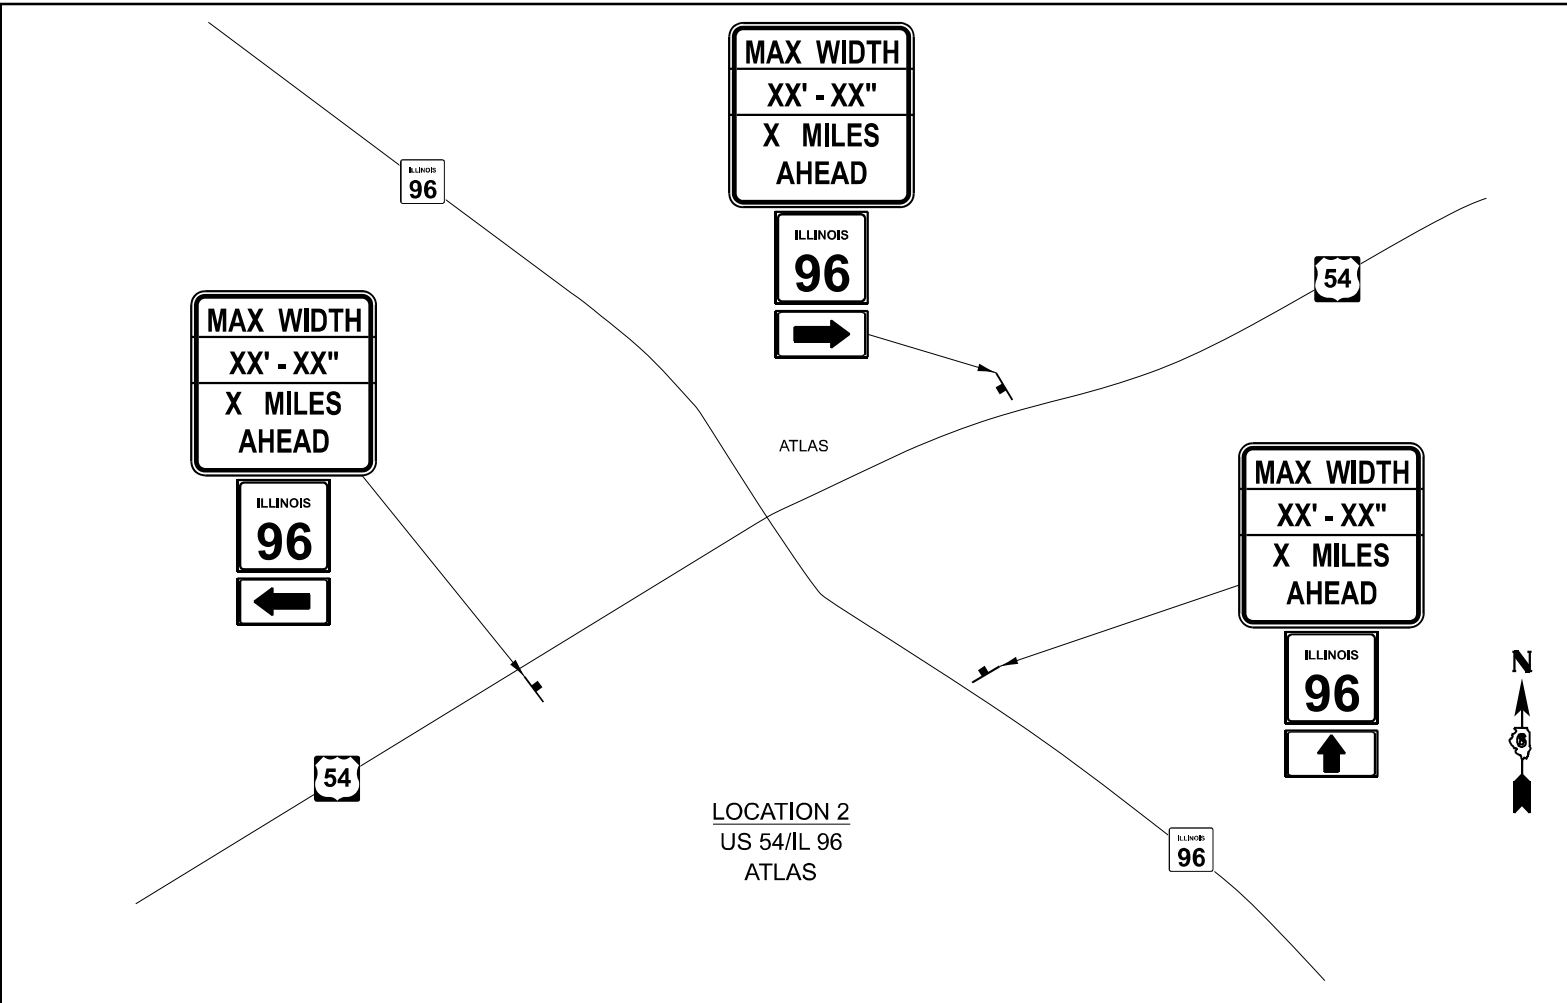 MAX WIDTH
XX' - XX"
X MILES
AHEAD
ILLINOIS
96
ILLINOIS
96
54
MAX WIDTH
XX' - XX"
X MILES
AHEAD
ILLINOIS
96
ATLAS
MAX WIDTH
XX' - XX"
X MILES
AHEAD
ILLINOIS
96
N
6
54
LOCATION 2
US 54/IL 96
ATLAS
ILLINOIS
96